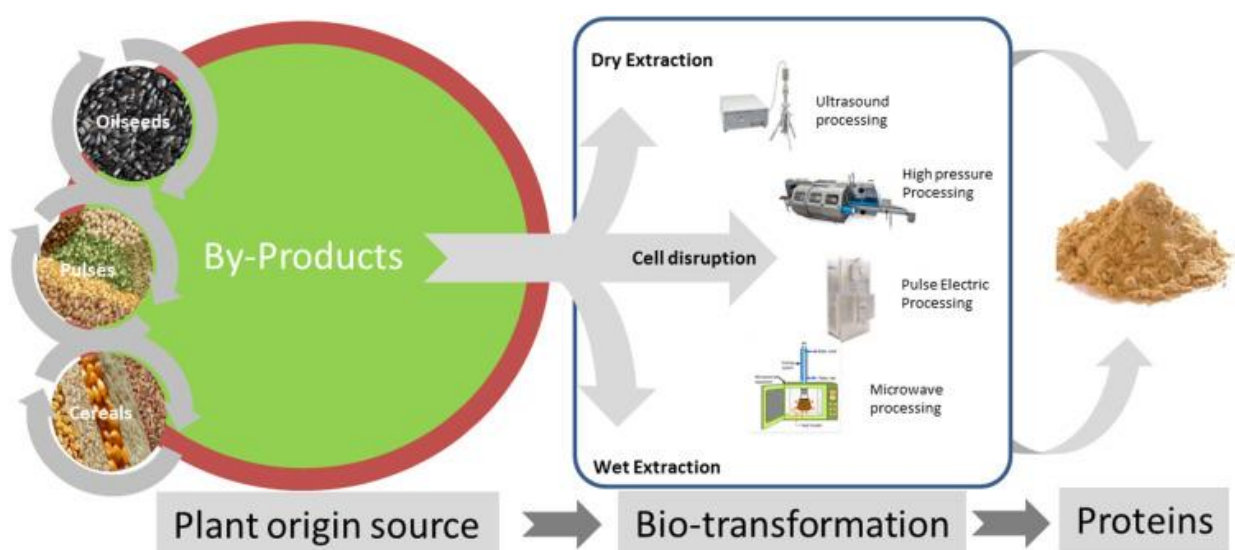 Oilseeds
Pulses
Cereals
By-Products
Dry Extraction
Ultrasound
processing
High pressure
Processing
Cell disruption
Pulse Electric
Processing
Microwave
processing
Wet Extraction
Plant origin source
Bio-transformation
Proteins